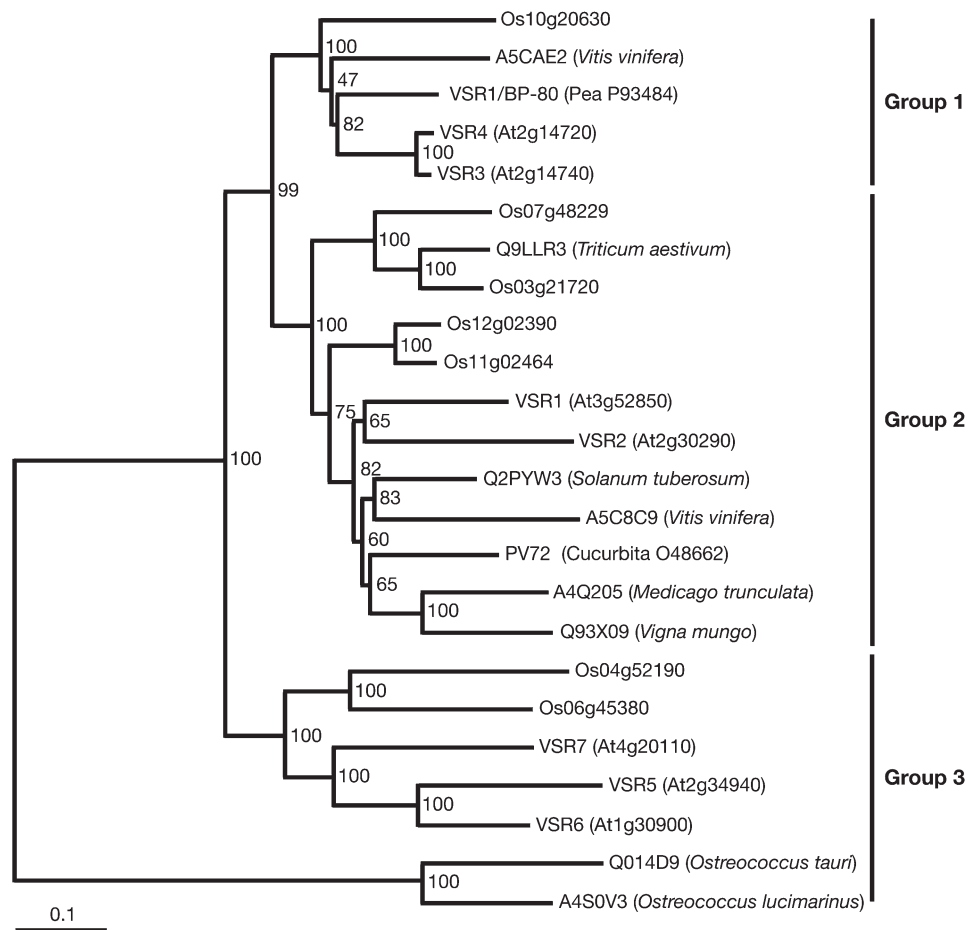 Os10g20630
100
A5CAE2 (Vitis vinifera)
47
VSR1/BP-80 (Pea P93484)
Group 1
82
VSR4 (At2g14720)
100
VSR3 (At2g14740)
99
Os07g48229
100
Q9LLR3 (Triticum aestivum)
100
Os03g21720
100
Os12g02390
100
Os11g02464
75
VSR1 (At3g52850)
65
Group 2
VSR2 (At2g30290)
100
82
Q2PYW3 (Solanum tuberosum)
83
A5C8C9 (Vitis vinifera)
60
PV72 (Cucurbita O48662)
65
A4Q205 (Medicago trunculata)
100
Q93X09 (Vigna mungo)
Os04g52190
100
Os06g45380
100
VSR7 (At4g20110)
100
Group 3
VSR5 (At2g34940)
100
VSR6 (At1g30900)
Q014D9 (Ostreococcus tauri)
100
A4S0V3 (Ostreococcus lucimarinus)
0.1